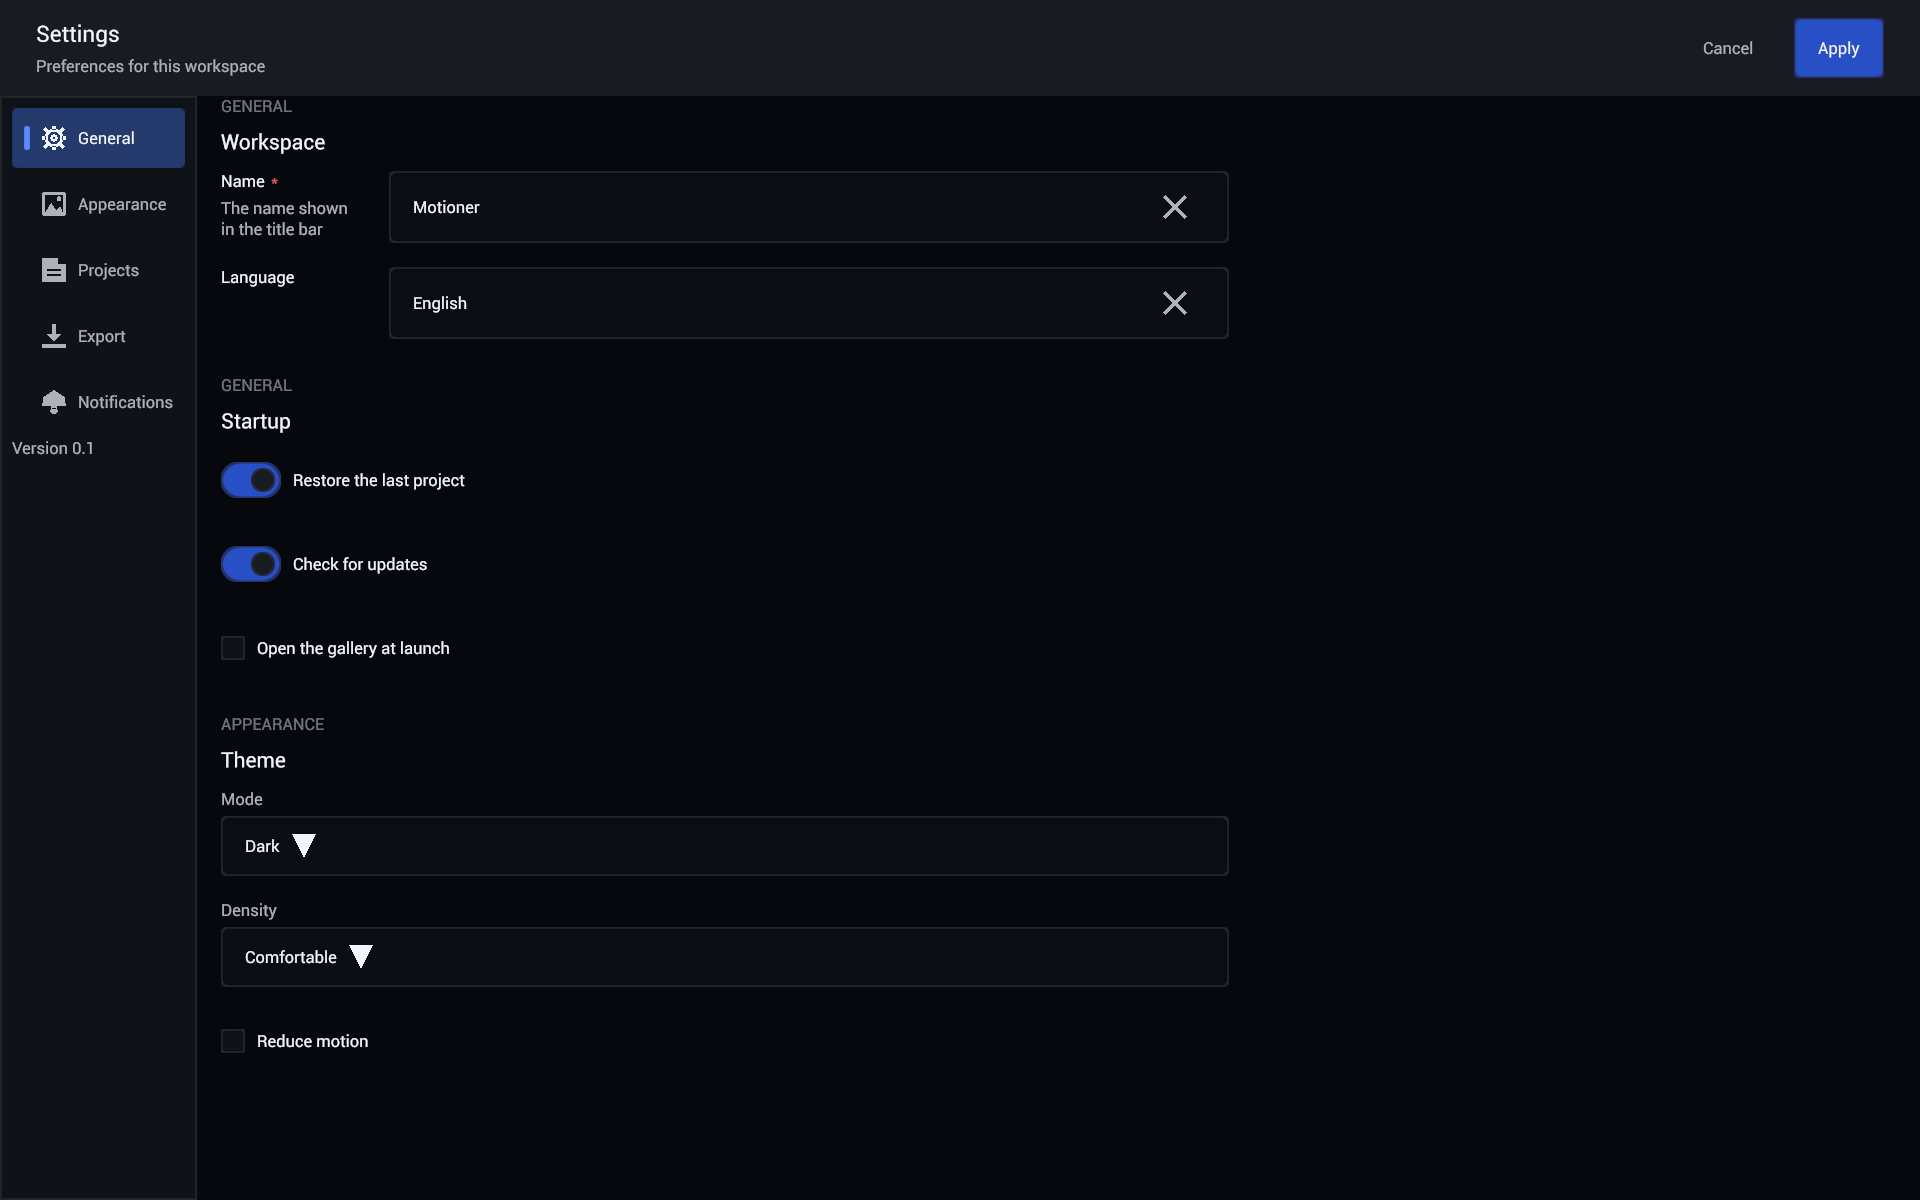 Settings
Preferences for this workspace
Cancel
Apply
General
Appearance
Projects
Export
Notifications
Version 0.1
GENERAL
Workspace
Name *
The name shown
in the title bar
Motioner
Language
English
GENERAL
Startup
Restore the last project
Check for updates
Open the gallery at launch
APPEARANCE
Theme
Mode
Dark
Density
Comfortable
Reduce motion